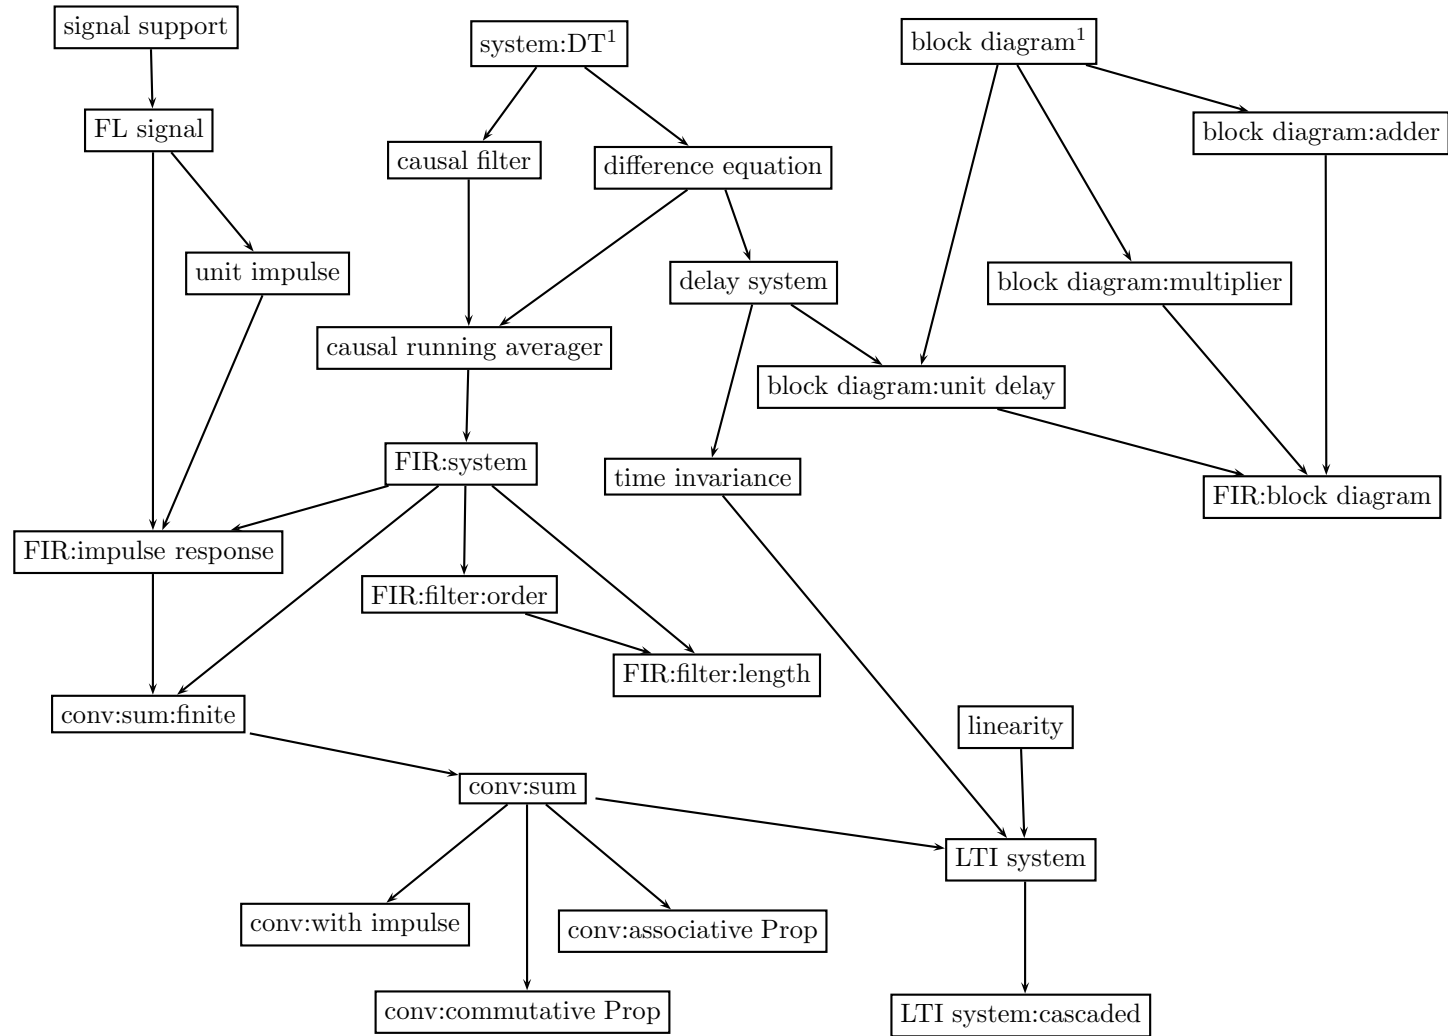 signal support
system:DT¹
block diagram¹
FL signal
block diagram:adder
causal filter
difference equation
unit impulse
delay system
block diagram:multiplier
causal running averager
block diagram:unit delay
FIR:system
time invariance
FIR:block diagram
FIR:impulse response
FIR:filter:order
FIR:filter:length
conv:sum:finite
linearity
conv:sum
LTI system
conv:with impulse
conv:associative Prop
conv:commutative Prop
LTI system:cascaded